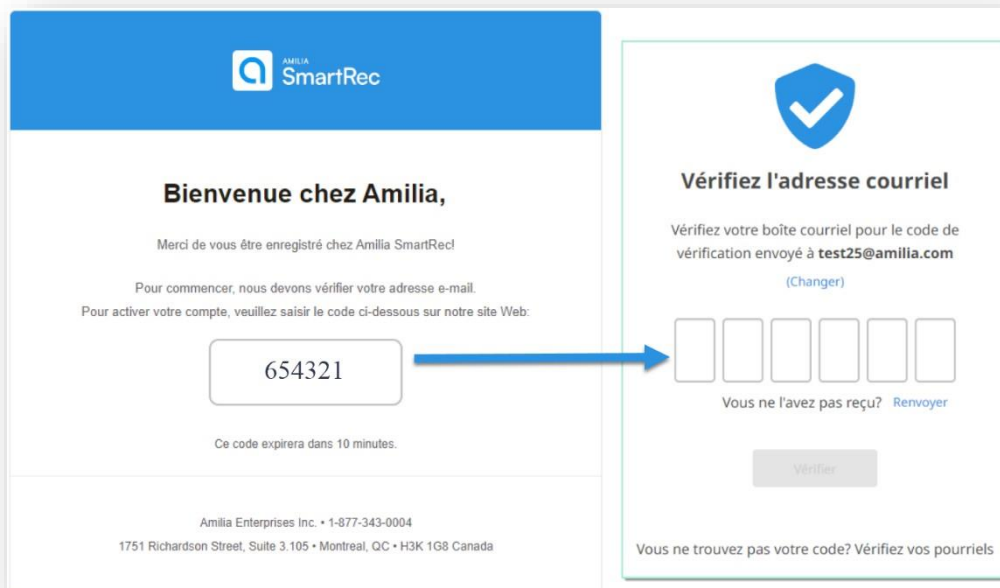 AMILIA
SmartRec
Bienvenue chez Amilia,
Merci de vous être enregistré chez Amilia SmartRec!
Pour commencer, nous devons vérifier votre adresse e-mail.
Pour activer votre compte, veuillez saisir le code ci-dessous sur notre site Web:
654321
Ce code expirera dans 10 minutes.
Amilia Enterprises Inc. • 1-877-343-0004
1751 Richardson Street, Suite 3.105 • Montreal, QC • H3K 1G8 Canada
Vérifiez l'adresse courriel
Vérifiez votre boîte courriel pour le code de
vérification envoyé à test25@amilia.com
(Changer)
Vous ne l'avez pas reçu? Renvoyer
Vérifier
Vous ne trouvez pas votre code? Vérifiez vos pourriels